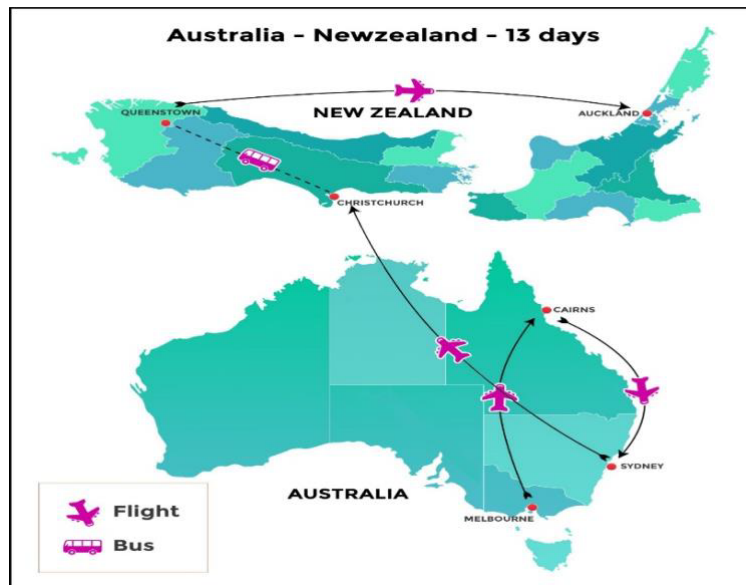 Australia - Newzealand - 13 days
QUEENSTOWN
NEW ZEALAND
AUCKLAND
CHRISTCHURCH
CAIRNS
SYDNEY
AUSTRALIA
MELBOURNE
Flight
Bus